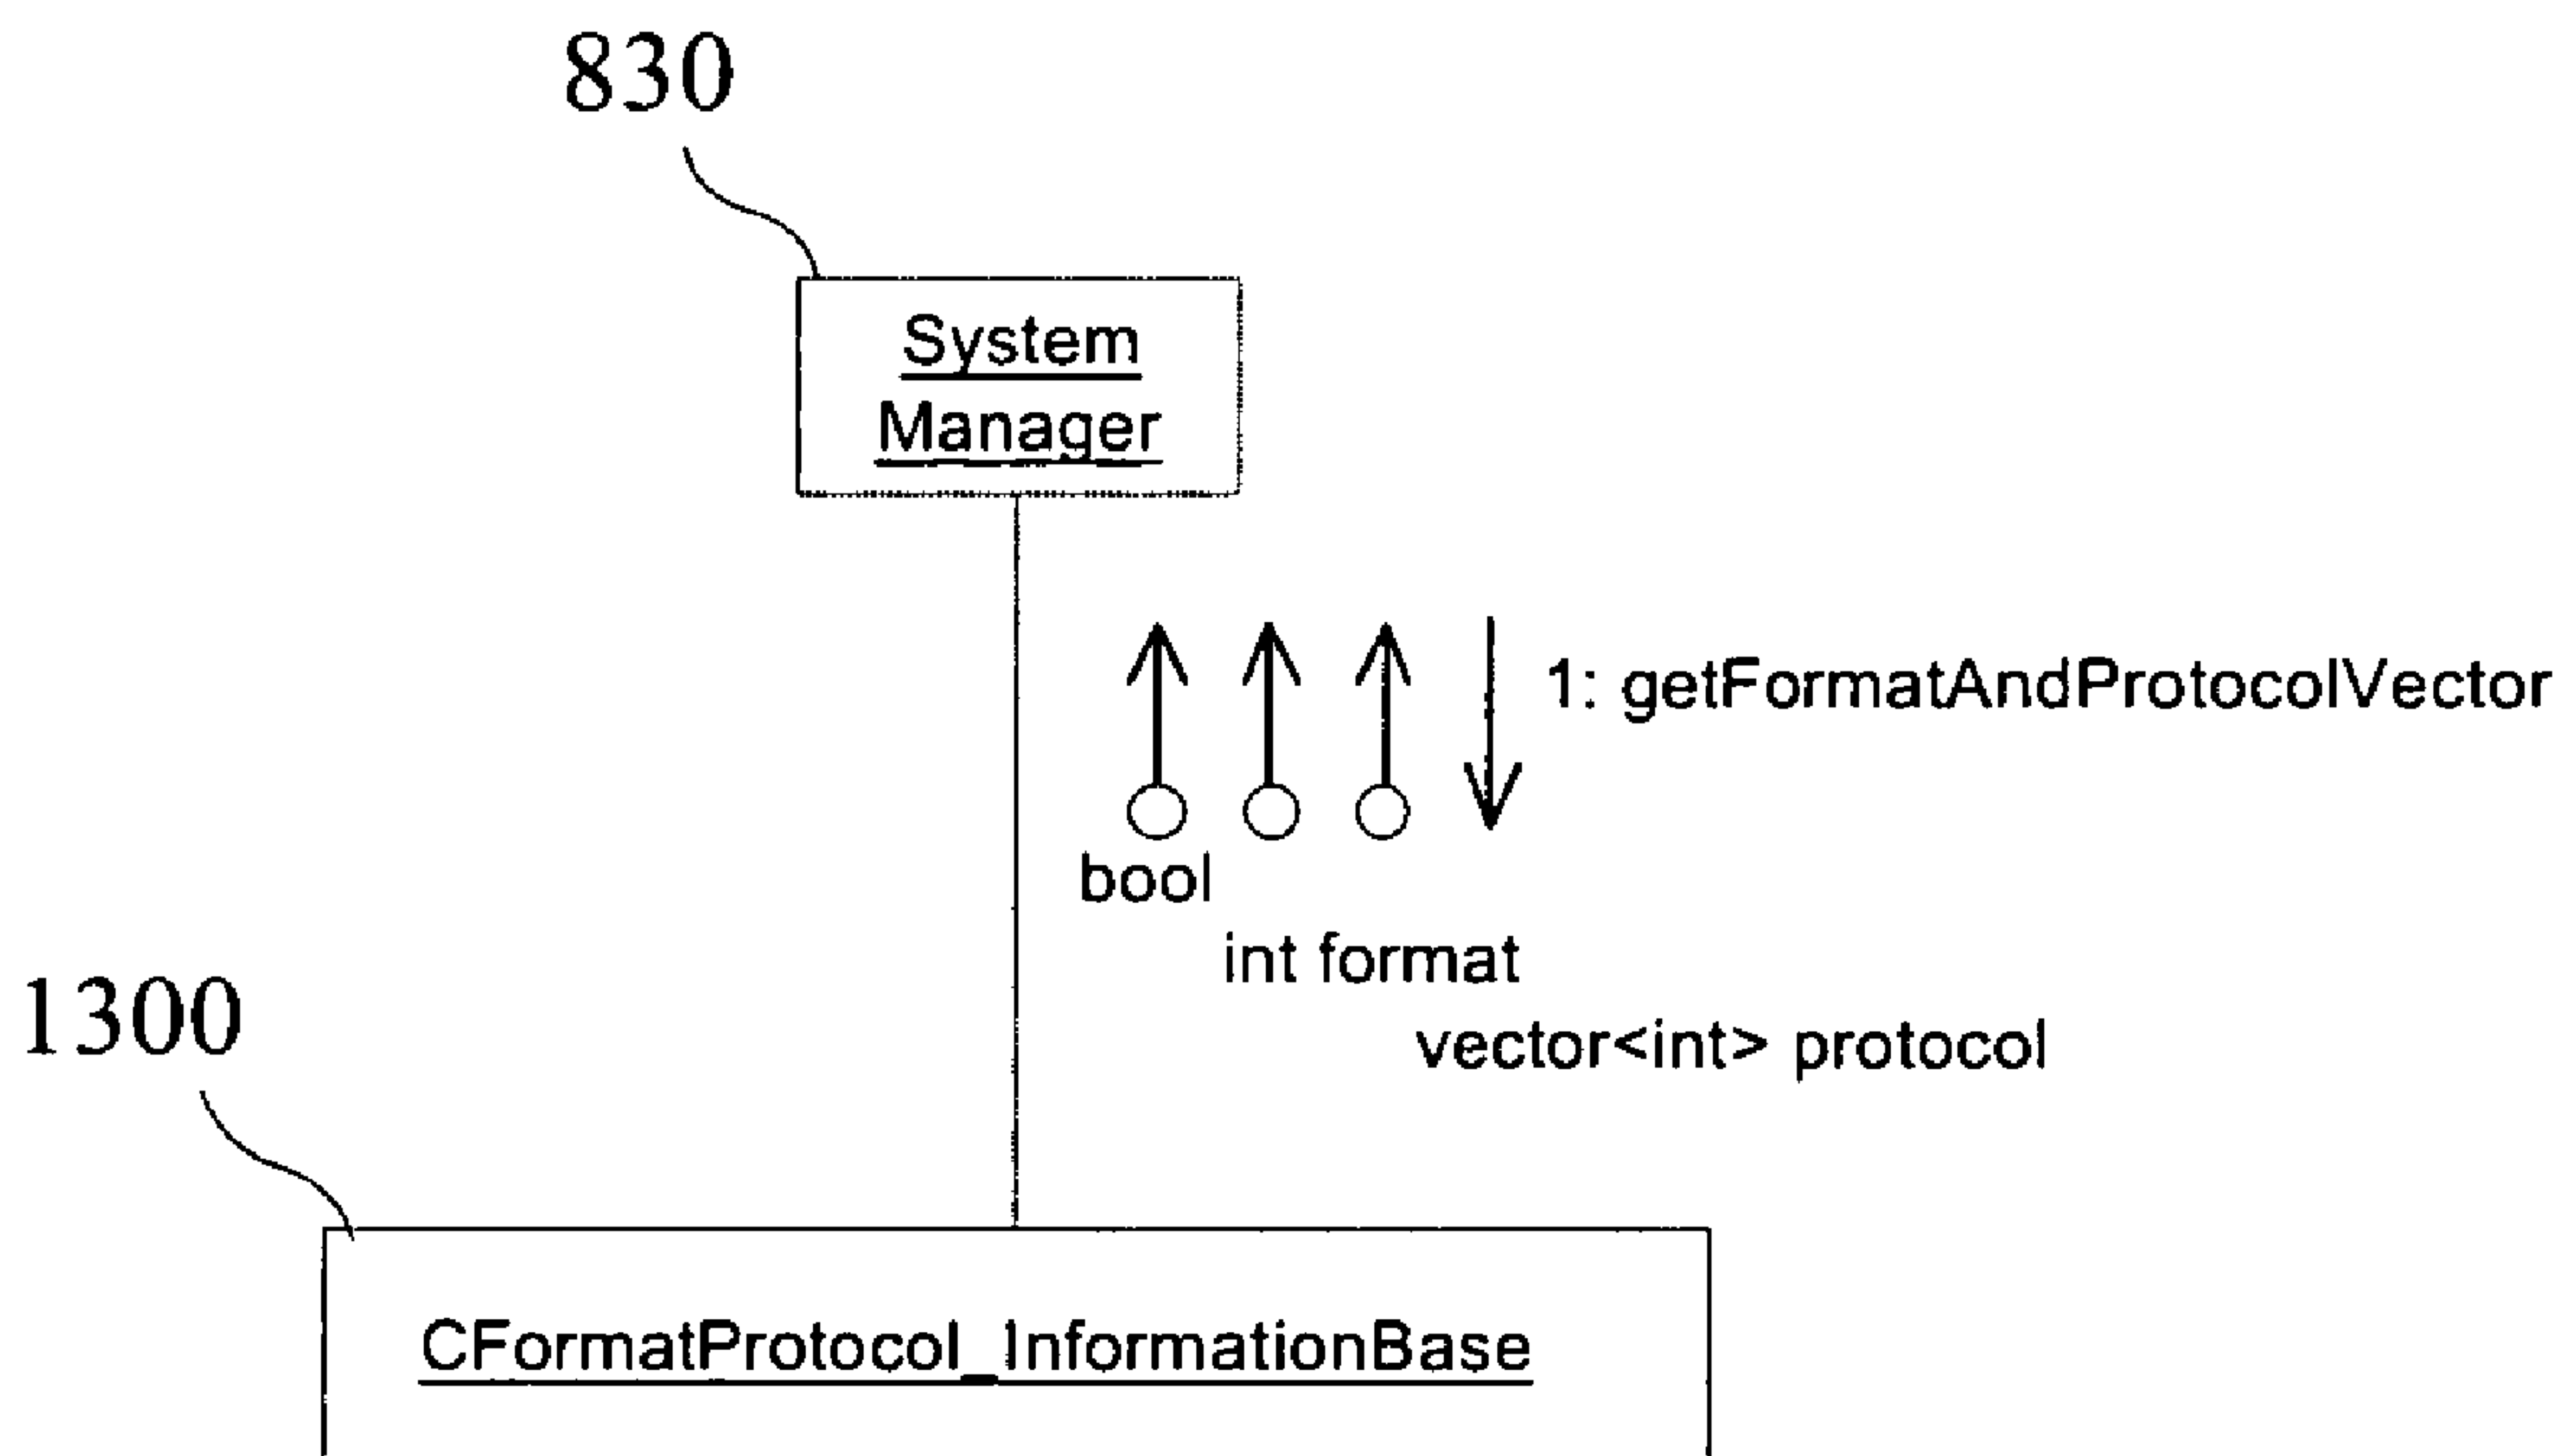 830
System
Manager
1: getFormatAndProtocolVector
bool
int format
1300
vector<int> protocol
CFormatProtocol_InformationBase